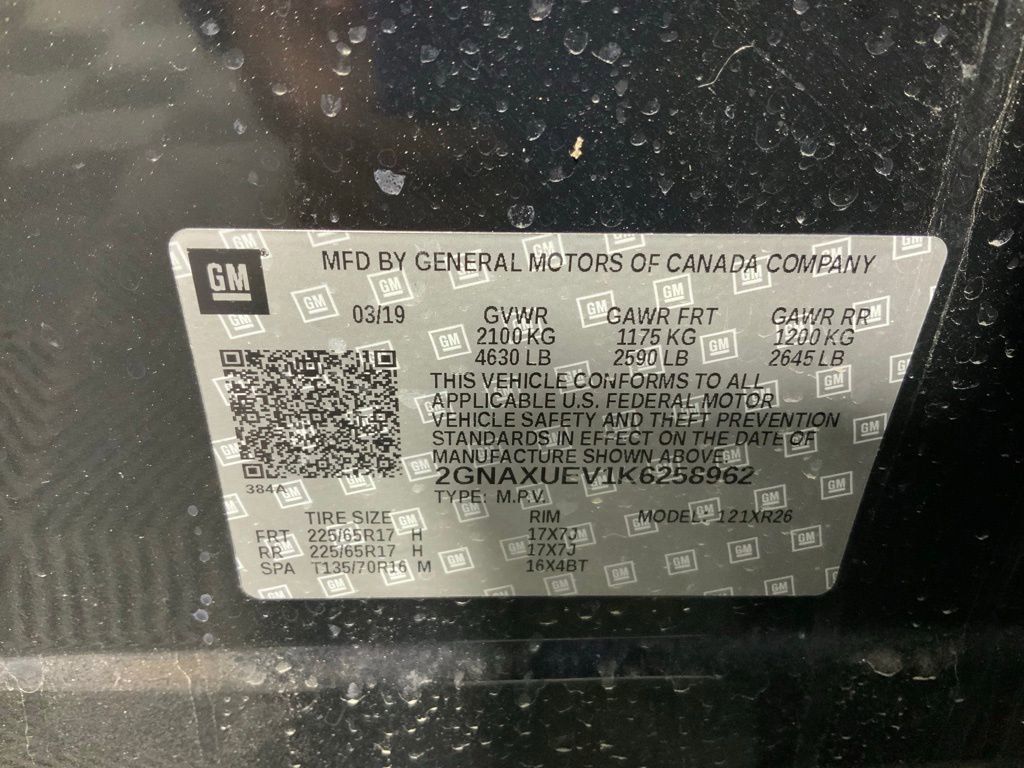 GM
MFD BY GENERAL MOTORS OF CANADA COMPANY
03/19 GVWR GAWR FRT GAWR RR
2100 KG 1175 KG 1200 KG
4630 LB 2590 LB 2645 LB
THIS VEHICLE CONFORMS TO ALL
APPLICABLE U.S. FEDERAL MOTOR
VEHICLE SAFETY AND THEFT PREVENTION
STANDARDS IN EFFECT ON THE DATE OF
MANUFACTURE SHOWN ABOVE.
2GNAXUEV1K6258962
384A
TYPE: M.P.V.
TIRE SIZE RIM MODEL: 121XR26
FRT 225/65R17 H 17X7J
RR 225/65R17 H 17X7J
SPA T135/70R16 M 16X4BT